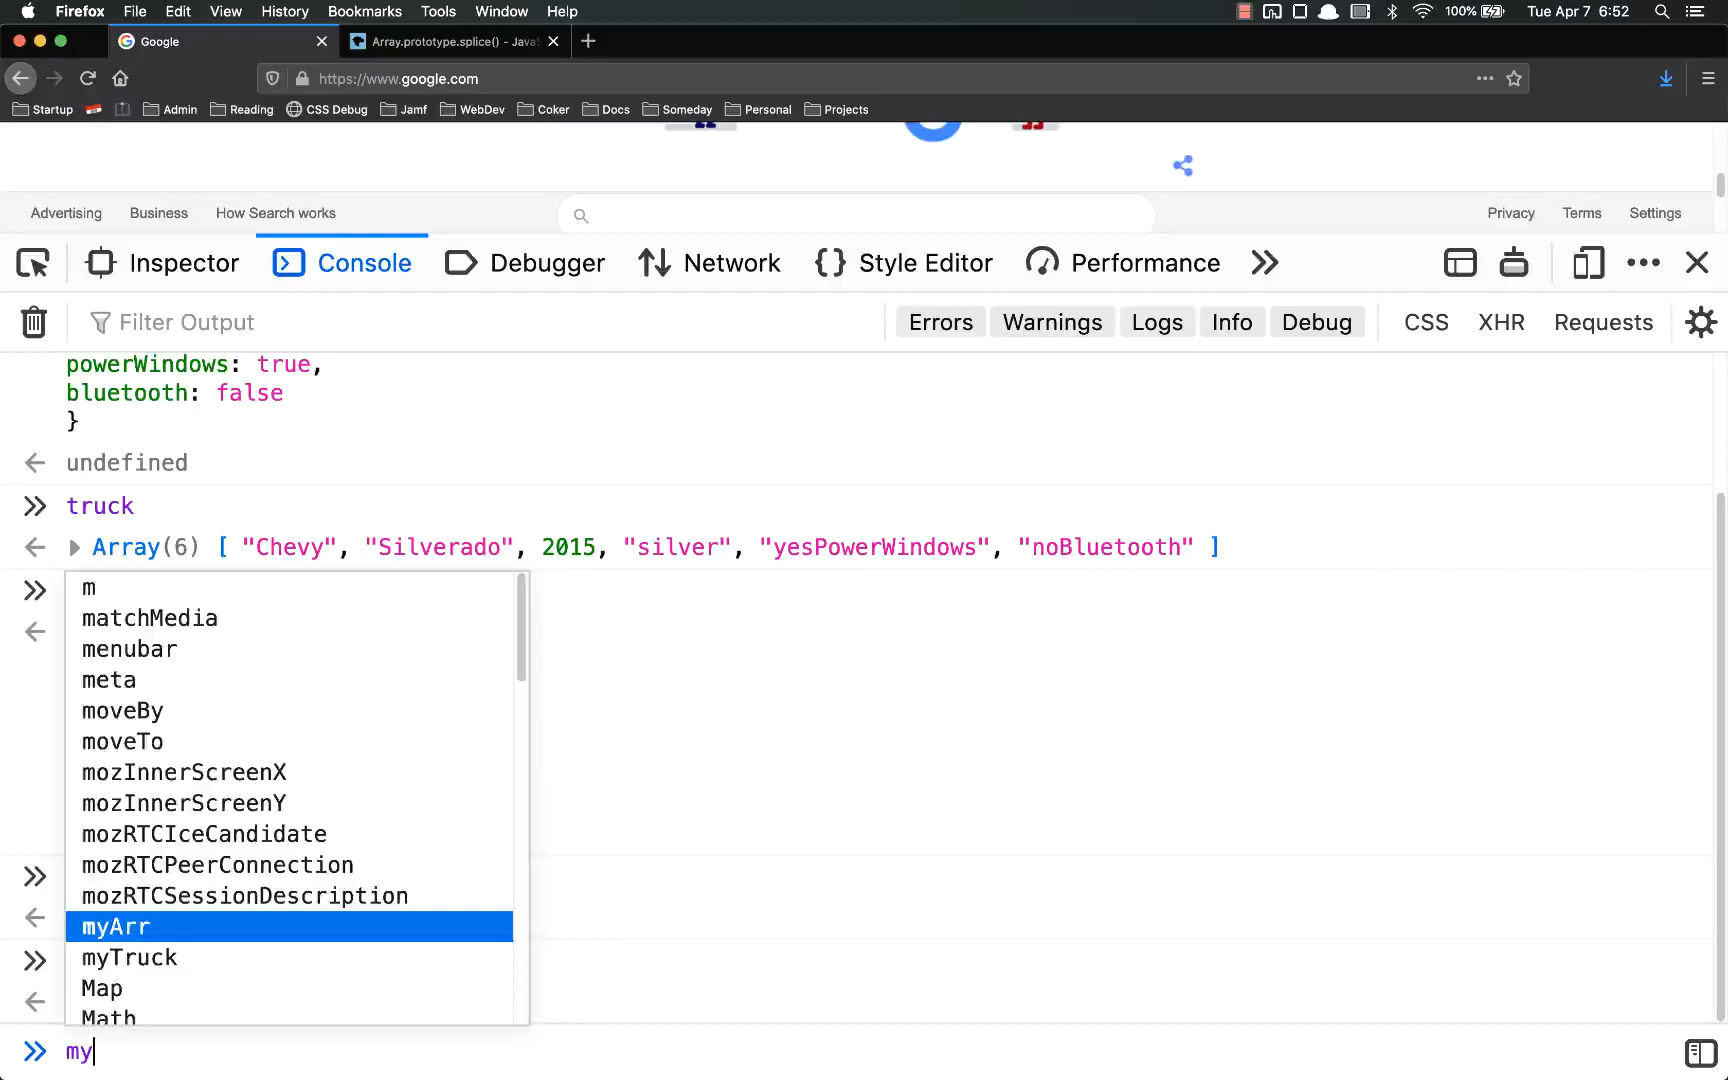 Firefox File Edit View History Bookmarks Tools Window Help 100% Tue Apr 7 6:52
Google Array.prototype.splice() - Java
https://www.google.com
Startup Admin Reading CSS Debug Jamf WebDev Coker Docs Someday Personal Projects
Advertising Business How Search works Privacy Terms Settings
Inspector Console Debugger Network Style Editor Performance
Filter Output Errors Warnings Logs Info Debug CSS XHR Requests
powerWindows: true,
bluetooth: false
}
undefined
truck
Array(6) [ "Chevy", "Silverado", 2015, "silver", "yesPowerWindows", "noBluetooth" ]
m
matchMedia
menubar
meta
moveBy
moveTo
mozInnerScreenX
mozInnerScreenY
mozRTCIceCandidate
mozRTCPeerConnection
mozRTCSessionDescription
myArr
myTruck
Map
Math
my